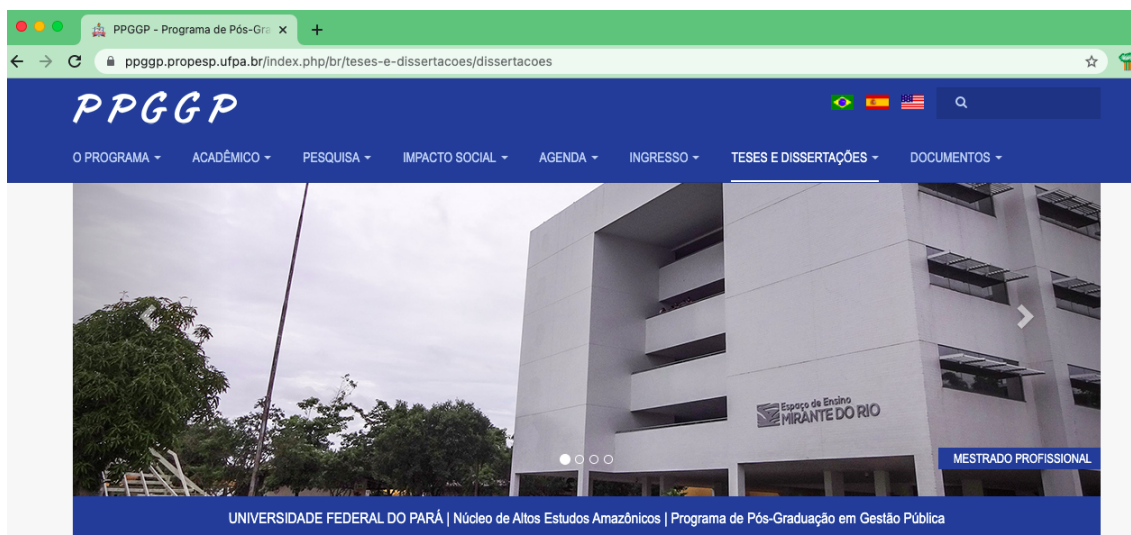 PPGGP - Programa de Pós-Gra
ppggp.propesp.ufpa.br/index.php/br/teses-e-dissertacoes/dissertacoes
PPGGP
O PROGRAMA ACADÊMICO PESQUISA IMPACTO SOCIAL AGENDA INGRESSO TESES E DISSERTAÇÕES DOCUMENTOS
Espaço de Ensino
MIRANTE DO RIO
MESTRADO PROFISSIONAL
UNIVERSIDADE FEDERAL DO PARÁ | Núcleo de Altos Estudos Amazônicos | Programa de Pós-Graduação em Gestão Pública